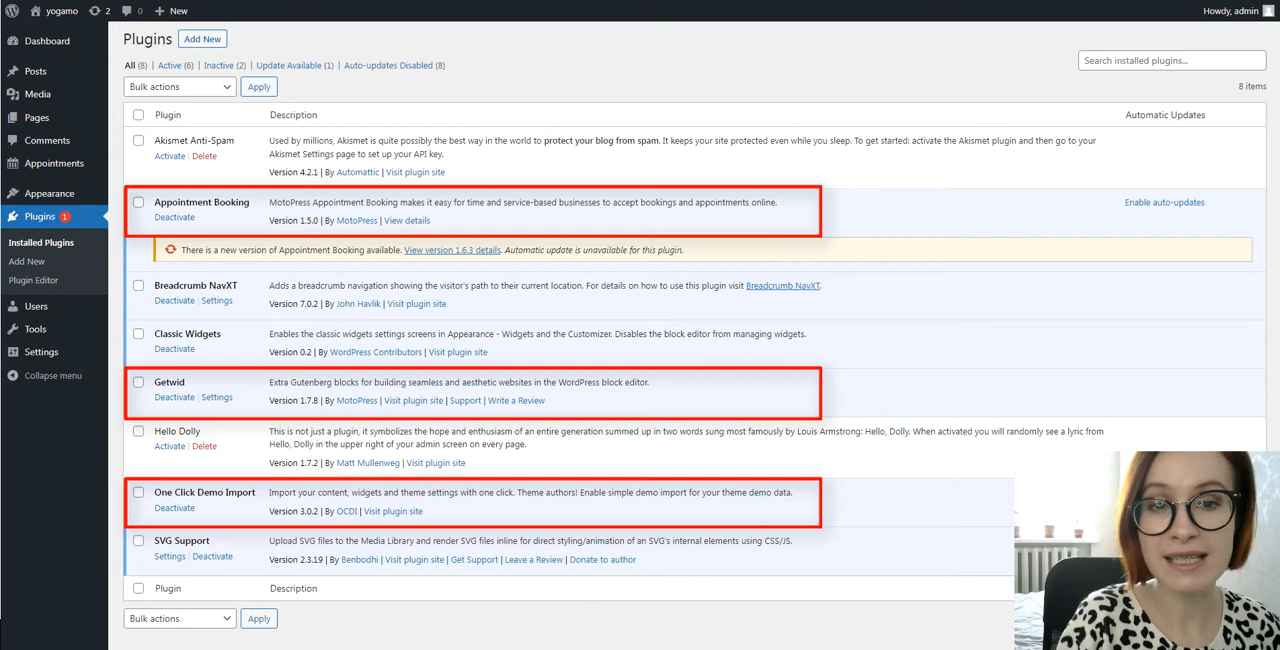 yogamo 2 0 New Howdy, admin
Dashboard
Posts
Media
Pages
Comments
Appointments
Appearance
Plugins 1
Installed Plugins
Add New
Plugin Editor
Users
Tools
Settings
Collapse menu
Plugins Add New
All (8) | Active (6) | Inactive (2) | Update Available (1) | Auto-updates Disabled (8)
Search installed plugins...
Bulk actions Apply
8 items
Plugin Description Automatic Updates
Akismet Anti-Spam
Activate | Delete
Used by millions, Akismet is quite possibly the best way in the world to protect your blog from spam. It keeps your site protected even while you sleep. To get started: activate the Akismet plugin and then go to your
Akismet Settings page to set up your API key.
Version 4.2.1 | By Automattic | Visit plugin site
Appointment Booking
Deactivate
MotoPress Appointment Booking makes it easy for time and service-based businesses to accept bookings and appointments online.
Version 1.5.0 | By MotoPress | View details
Enable auto-updates
There is a new version of Appointment Booking available. View version 1.6.3 details. Automatic update is unavailable for this plugin.
Breadcrumb NavXT
Deactivate | Settings
Adds a breadcrumb navigation showing the visitor's path to their current location. For details on how to use this plugin visit Breadcrumb NavXT.
Version 7.0.2 | By John Havlik | Visit plugin site
Classic Widgets
Deactivate
Enables the classic widgets settings screens in Appearance - Widgets and the Customizer. Disables the block editor from managing widgets.
Version 0.2 | By WordPress Contributors | Visit plugin site
Getwid
Deactivate | Settings
Extra Gutenberg blocks for building seamless and aesthetic websites in the WordPress block editor.
Version 1.7.8 | By MotoPress | Visit plugin site | Support | Write a Review
Hello Dolly
Activate | Delete
This is not just a plugin, it symbolizes the hope and enthusiasm of an entire generation summed up in two words sung most famously by Louis Armstrong: Hello, Dolly. When activated you will randomly see a lyric from
Hello, Dolly in the upper right of your admin screen on every page.
Version 1.7.2 | By Matt Mullenweg | Visit plugin site
One Click Demo Import
Deactivate
Import your content, widgets and theme settings with one click. Theme authors! Enable simple demo import for your theme demo data.
Version 3.0.2 | By OCDI | Visit plugin site
SVG Support
Settings | Deactivate
Upload SVG files to the Media Library and render SVG files inline for direct styling/animation of an SVG's internal elements using CSS/JS.
Version 2.3.19 | By Benbodhi | Visit plugin site | Get Support | Leave a Review | Donate to author
Plugin Description
Bulk actions Apply